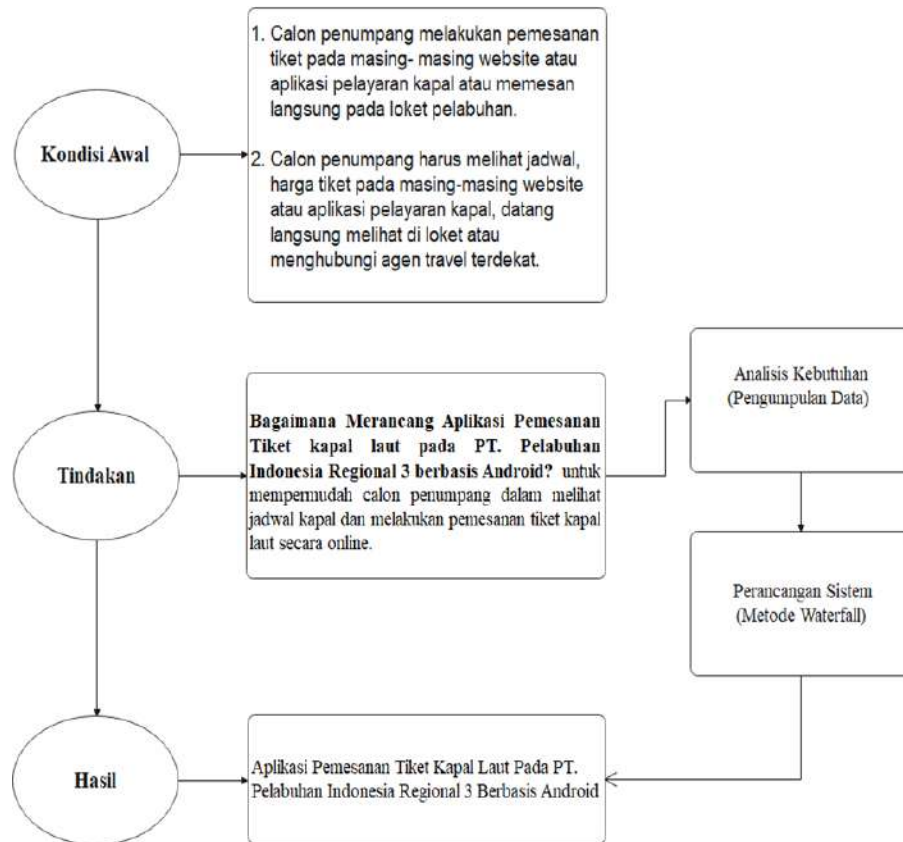 Kondisi Awal
1. Calon penumpang melakukan pemesanan
tiket pada masing- masing website atau
aplikasi pelayaran kapal atau memesan
langsung pada loket pelabuhan.
2. Calon penumpang harus melihat jadwal,
harga tiket pada masing-masing website
atau aplikasi pelayaran kapal, datang
langsung melihat di loket atau
menghubungi agen travel terdekat.
Tindakan
Bagaimana Merancang Aplikasi Pemesanan
Tiket kapal laut pada PT. Pelabuhan
Indonesia Regional 3 berbasis Android? untuk
mempermudah calon penumpang dalam melihat
jadwal kapal dan melakukan pemesanan tiket kapal
laut secara online.
Analisis Kebutuhan
(Pengumpulan Data)
Perancangan Sistem
(Metode Waterfall)
Hasil
Aplikasi Pemesanan Tiket Kapal Laut Pada PT.
Pelabuhan Indonesia Regional 3 Berbasis Android